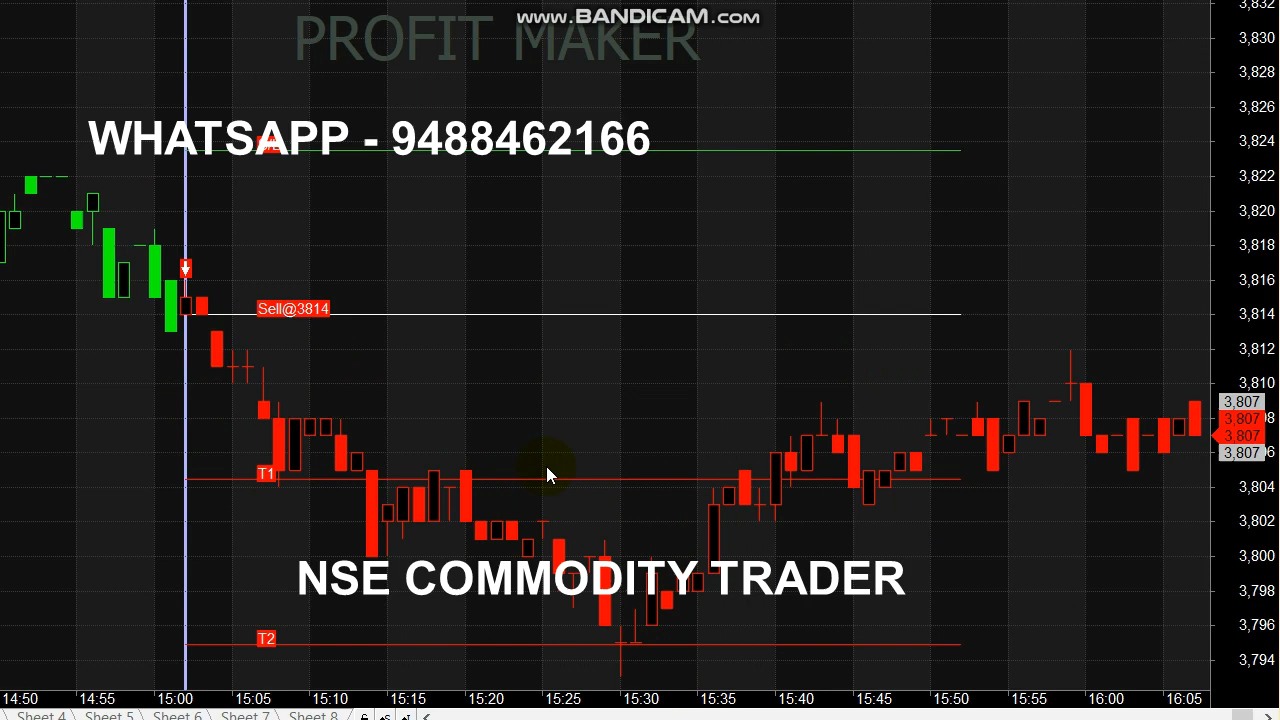 www.BANDICAM.com
PROFIT MAKER
WHATSAPP - 9488462166
Sell@3814
T1
NSE COMMODITY TRADER
T2
3,832
3,830
3,828
3,826
3,824
3,822
3,820
3,818
3,816
3,814
3,812
3,810
3,807
3,807
3,807
3,807
3,804
3,802
3,800
3,798
3,796
3,794
14:50 14:55 15:00 15:05 15:10 15:15 15:20 15:25 15:30 15:35 15:40 15:45 15:50 15:55 16:00 16:05
Sheet 4 Sheet 5 Sheet 6 Sheet 7 Sheet 8